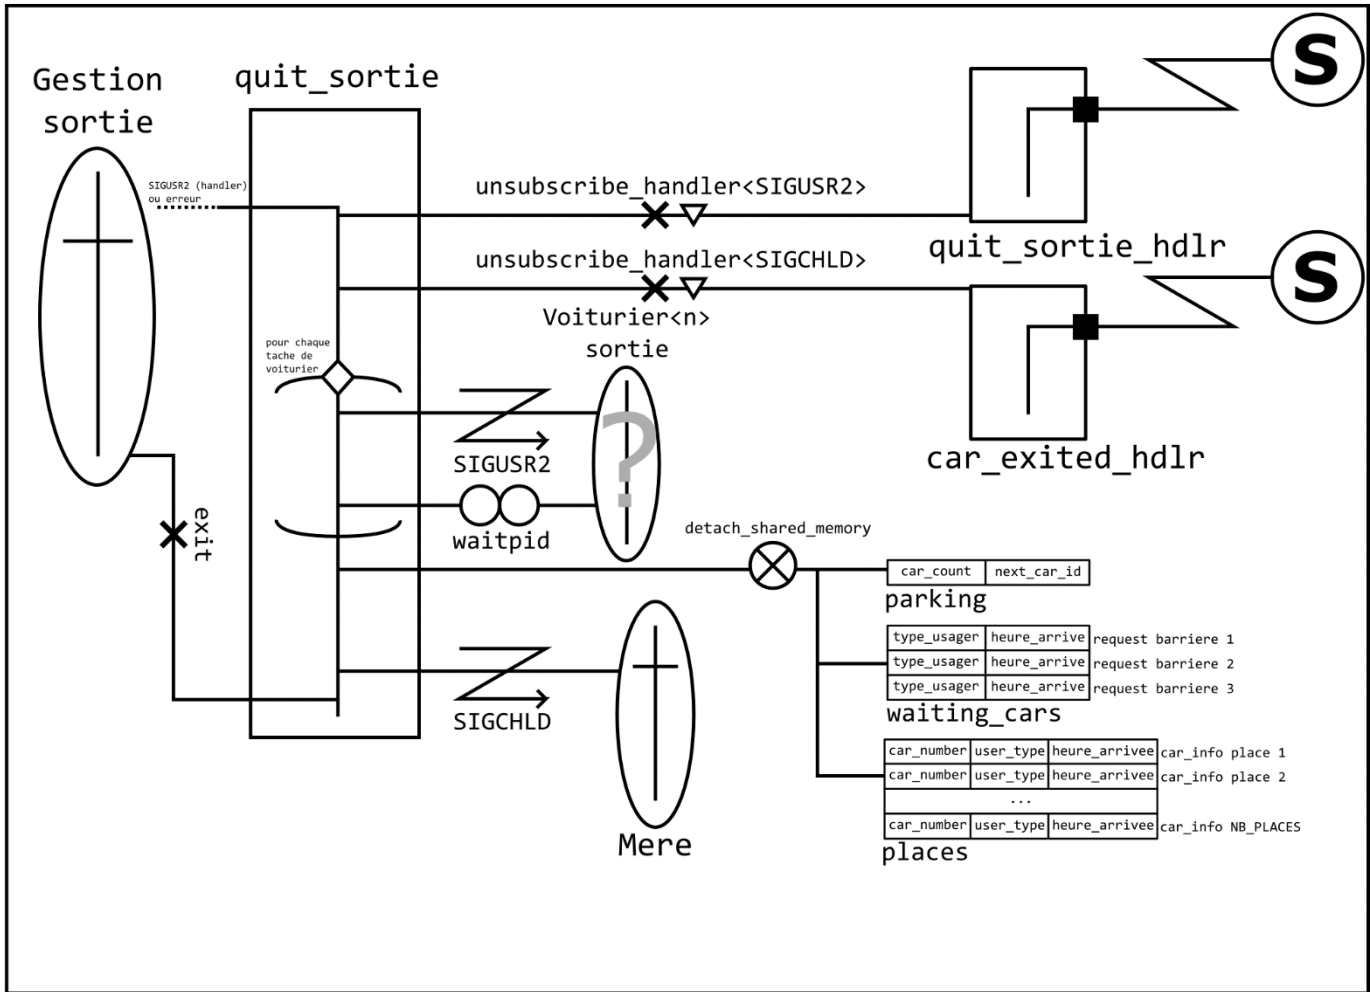 S
Gestion
sortie
quit_sortie
SIGUSR2 (handler)
ou erreur
unsubscribe_handler<SIGUSR2>
quit_sortie_hdlr
S
unsubscribe_handler<SIGCHLD>
Voiturier<n>
sortie
pour chaque
tache de
voiturier
?
SIGUSR2
car_exited_hdlr
exit
waitpid
detach_shared_memory
car_count next_car_id
parking
type_usager heure_arrive request barriere 1
type_usager heure_arrive request barriere 2
type_usager heure_arrive request barriere 3
waiting_cars
SIGCHLD
car_number user_type heure_arrivee car_info place 1
car_number user_type heure_arrivee car_info place 2
...
car_number user_type heure_arrivee car_info NB_PLACES
places
Mere